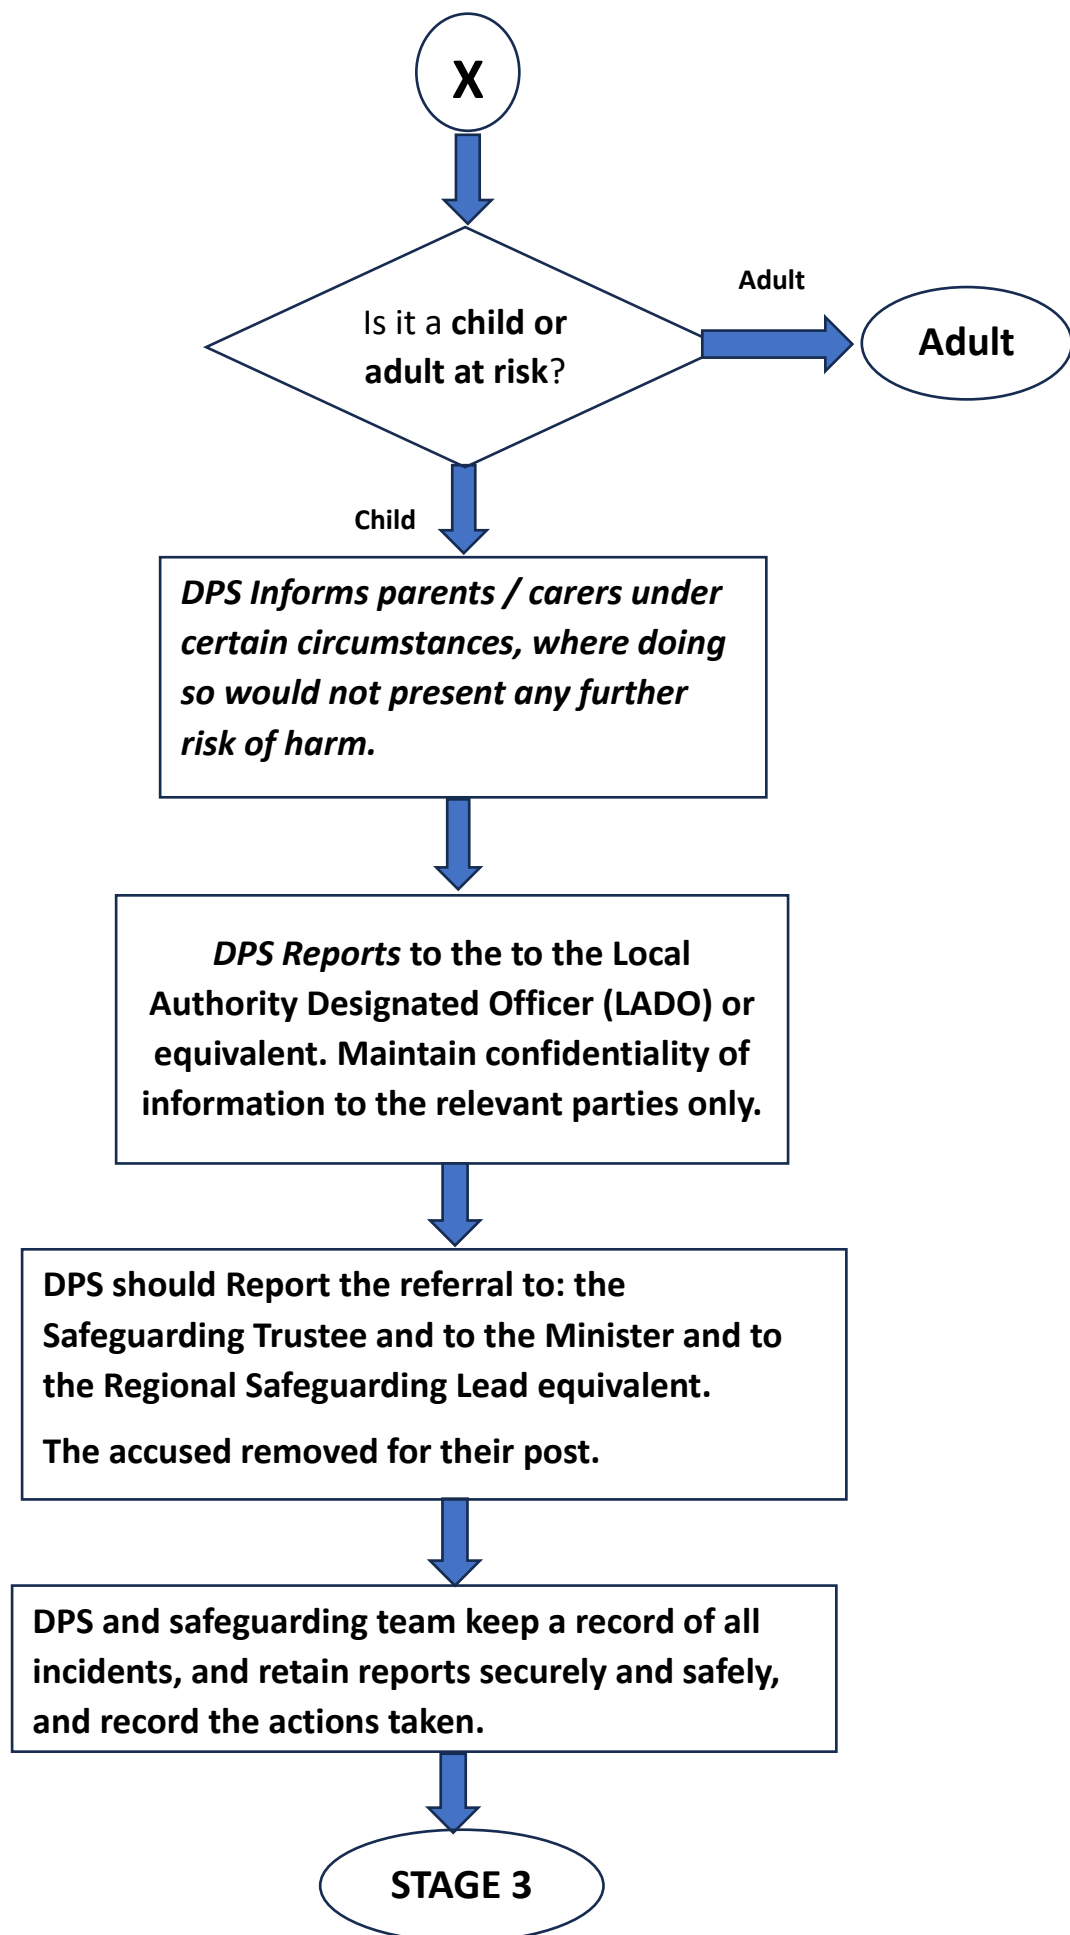 X
Is it a child or
adult at risk?
Adult
Adult
Child
DPS Informs parents / carers under
certain circumstances, where doing
so would not present any further
risk of harm.
DPS Reports to the to the Local
Authority Designated Officer (LADO) or
equivalent. Maintain confidentiality of
information to the relevant parties only.
DPS should Report the referral to: the
Safeguarding Trustee and to the Minister and to
the Regional Safeguarding Lead equivalent.
The accused removed for their post.
DPS and safeguarding team keep a record of all
incidents, and retain reports securely and safely,
and record the actions taken.
STAGE 3